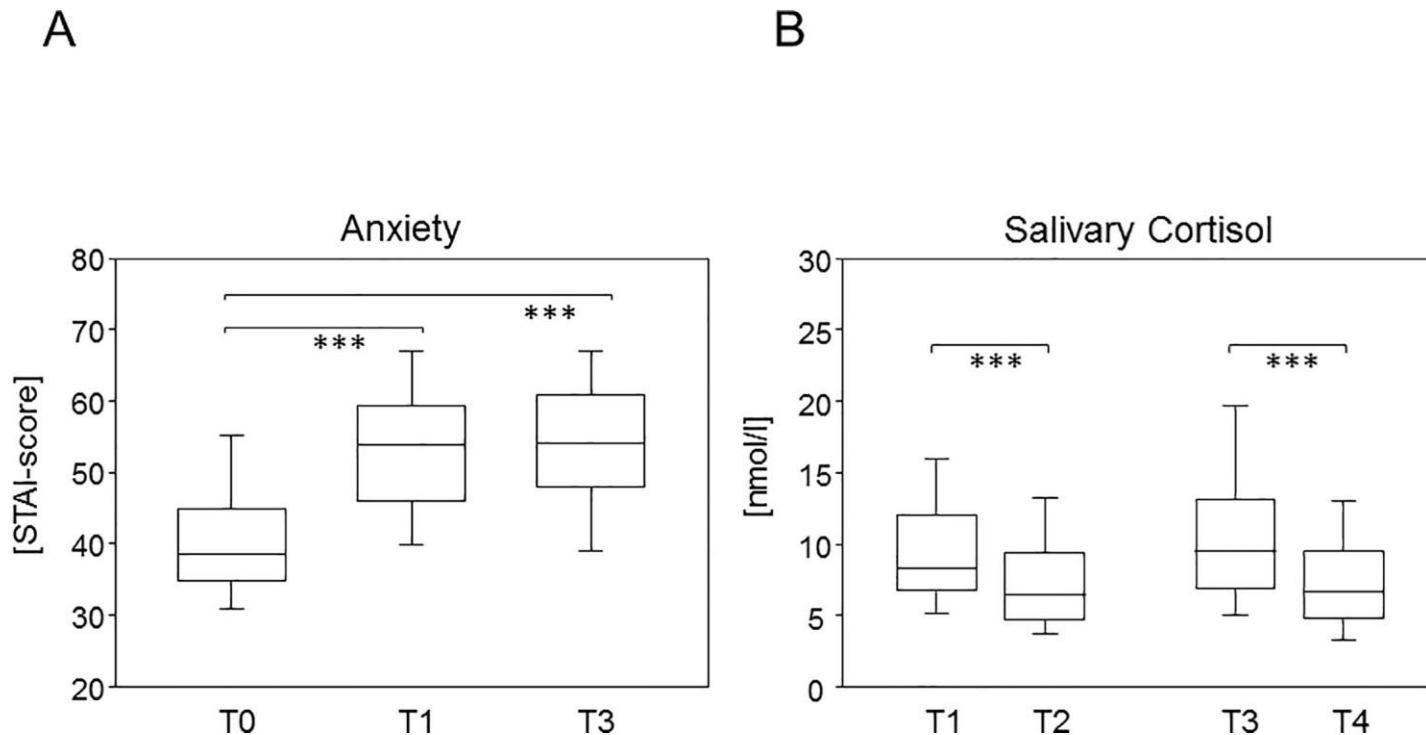 A
B
Anxiety
Salivary Cortisol
[STAI-score]
80
70
60
50
40
30
20
***
***
T0 T1 T3
[nmol/l]
30
25
20
15
10
5
0
***
***
T1 T2 T3 T4